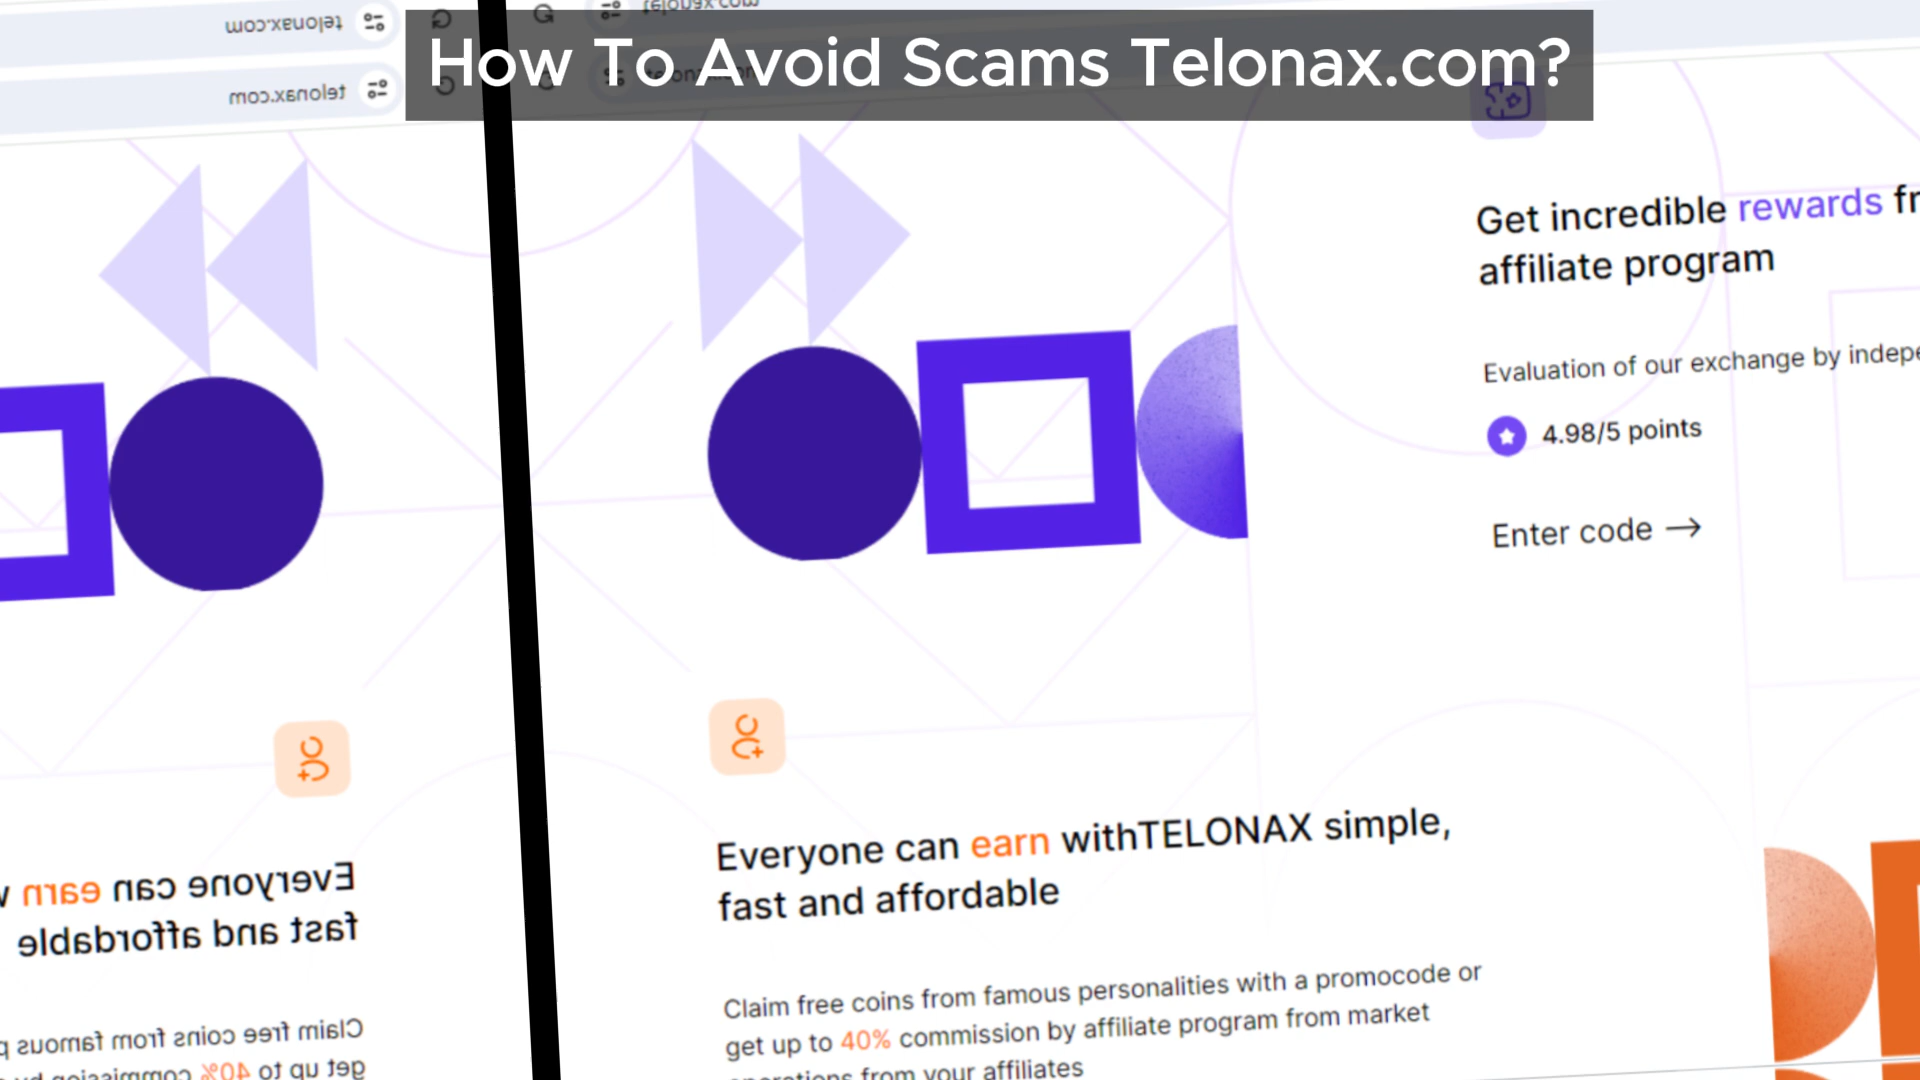 How To Avoid Scams Telonax.com?
telonax.com
telonax.com
telonax.com
Get incredible rewards
affiliate program
Evaluation of our exchange by
4.98/5 points
Enter code →
Everyone can earn withTELONAX simple,
fast and affordable
Claim free coins from famous personalities with a promocode or
get up to 40% commission by affiliate program from market
operations from your affiliates
Everyone can earn
fast and affordable
Claim free coins from famous
get up to 40% commission